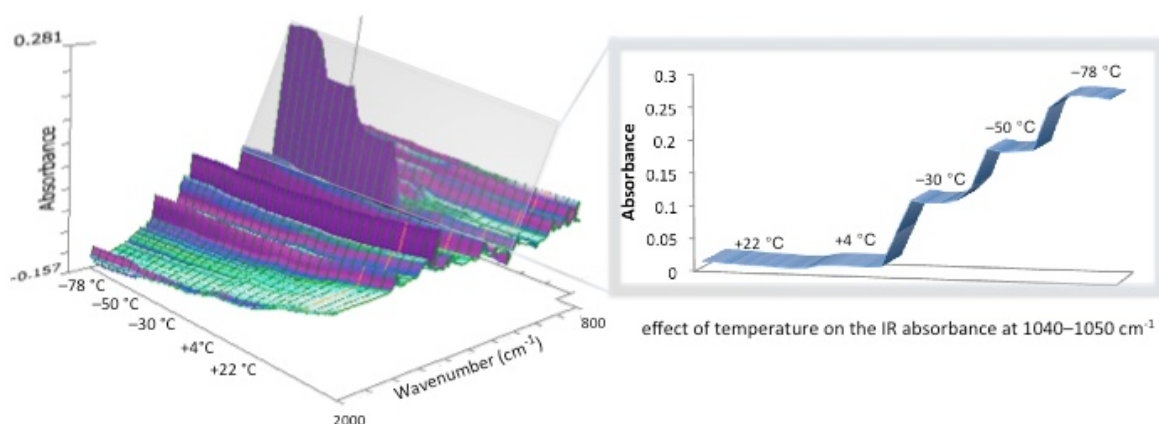 0.281
Absorbance
-0.157
−78 °C
−50 °C
−30 °C
+4°C
+22 °C
2000
Wavenumber (cm⁻¹)
800
Absorbance
0.3
0.25
0.2
0.15
0.1
0.05
0
+22 °C
+4 °C
−30 °C
−50 °C
−78 °C
effect of temperature on the IR absorbance at 1040–1050 cm⁻¹